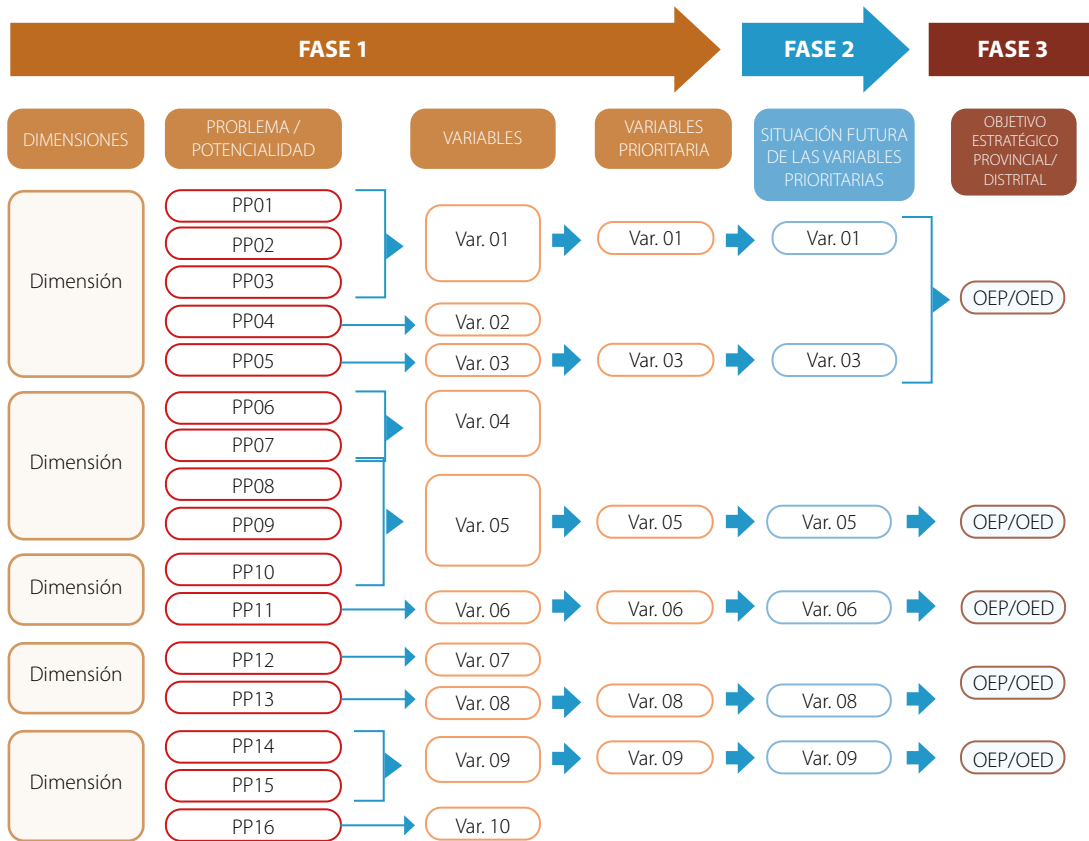 FASE 1
FASE 2
FASE 3
DIMENSIONES
PROBLEMA /
POTENCIALIDAD
VARIABLES
VARIABLES
PRIORITARIA
SITUACIÓN FUTURA
DE LAS VARIABLES
PRIORITARIAS
OBJETIVO
ESTRATÉGICO
PROVINCIAL/
DISTRITAL
Dimensión
PP01
PP02
PP03
PP04
PP05
Var. 01
Var. 02
Var. 03
Var. 01
Var. 03
Var. 01
Var. 03
OEP/OED
Dimensión
PP06
PP07
PP08
PP09
Var. 04
Var. 05
Var. 05
Var. 05
OEP/OED
Dimensión
PP10
PP11
Var. 06
Var. 06
Var. 06
OEP/OED
Dimensión
PP12
PP13
Var. 07
Var. 08
Var. 08
Var. 08
OEP/OED
Dimensión
PP14
PP15
PP16
Var. 09
Var. 10
Var. 09
Var. 09
OEP/OED